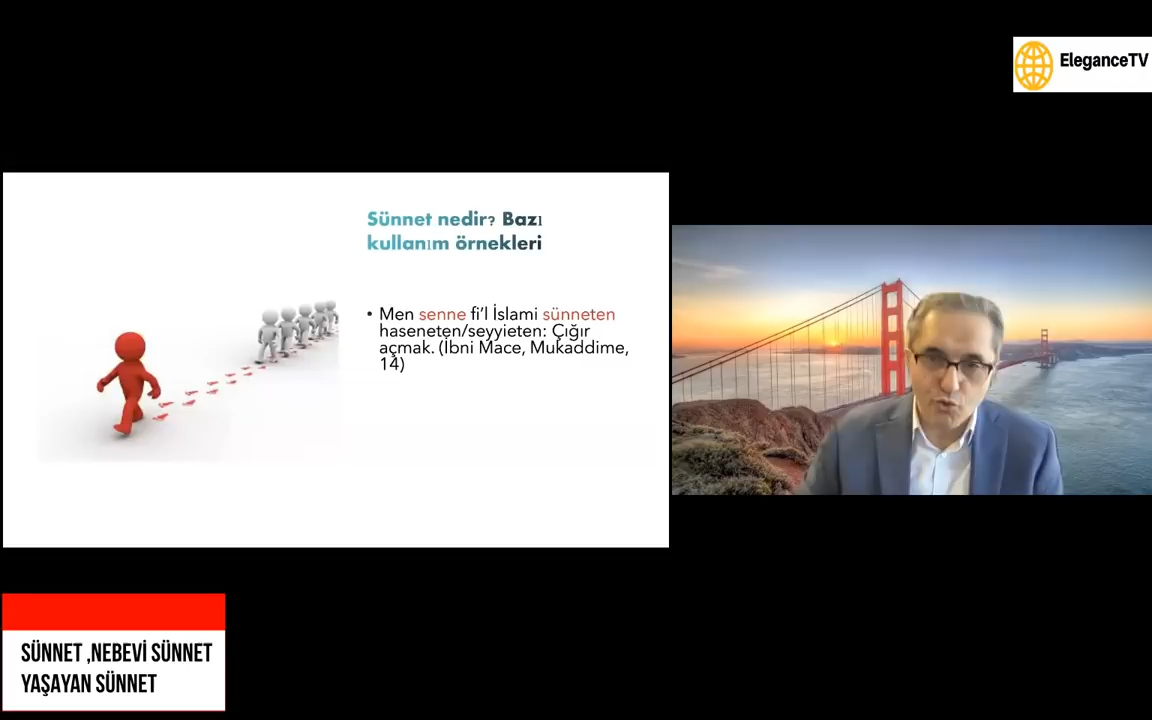 EleganceTV
Sünnet nedir? Bazı
kullanım örnekleri
• Men senne fi’l İslami sünneten
haseneten/seyyieten: Çığır
açmak. (İbni Mace, Mukaddime,
14)
SÜNNET ,NEBEVİ SÜNNET
YAŞAYAN SÜNNET